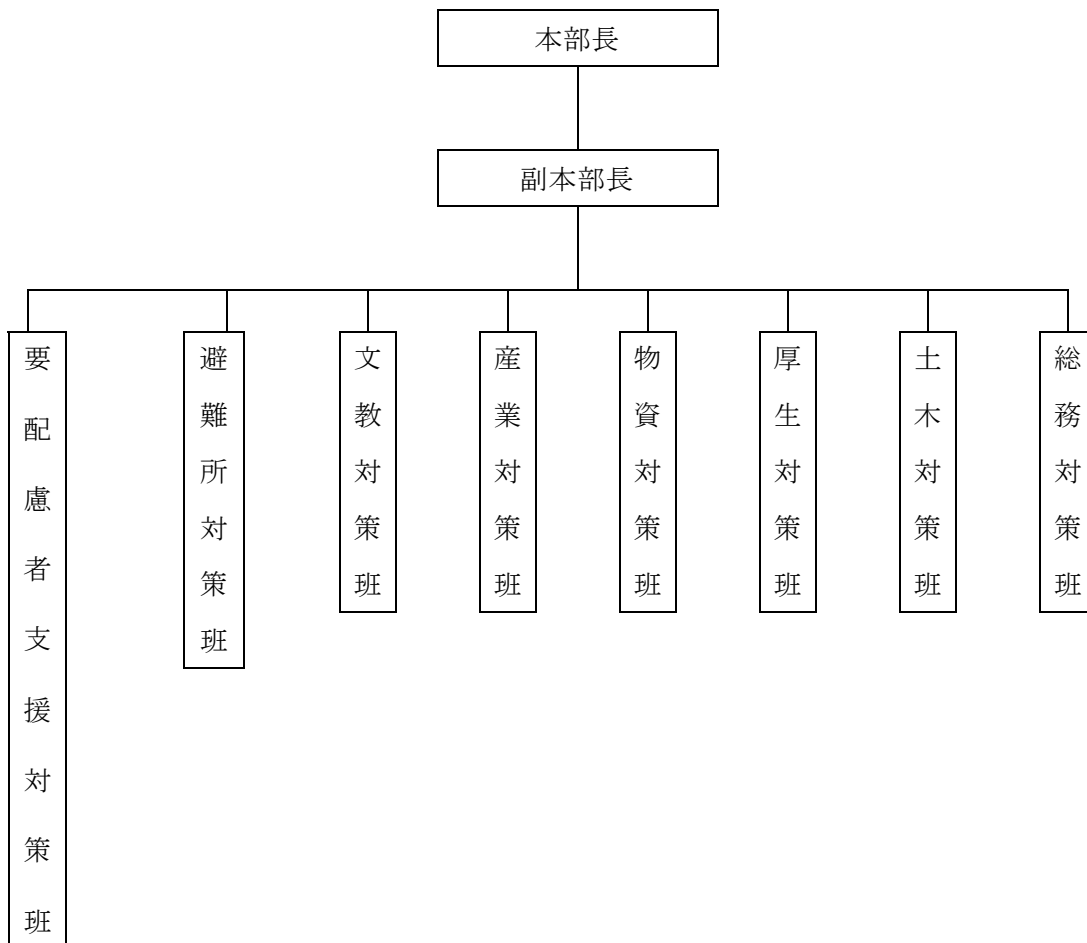 本部長
副本部長
総務対策班
土木対策班
厚生対策班
物資対策班
産業対策班
文教対策班
避難所対策班
要配慮者支援対策班